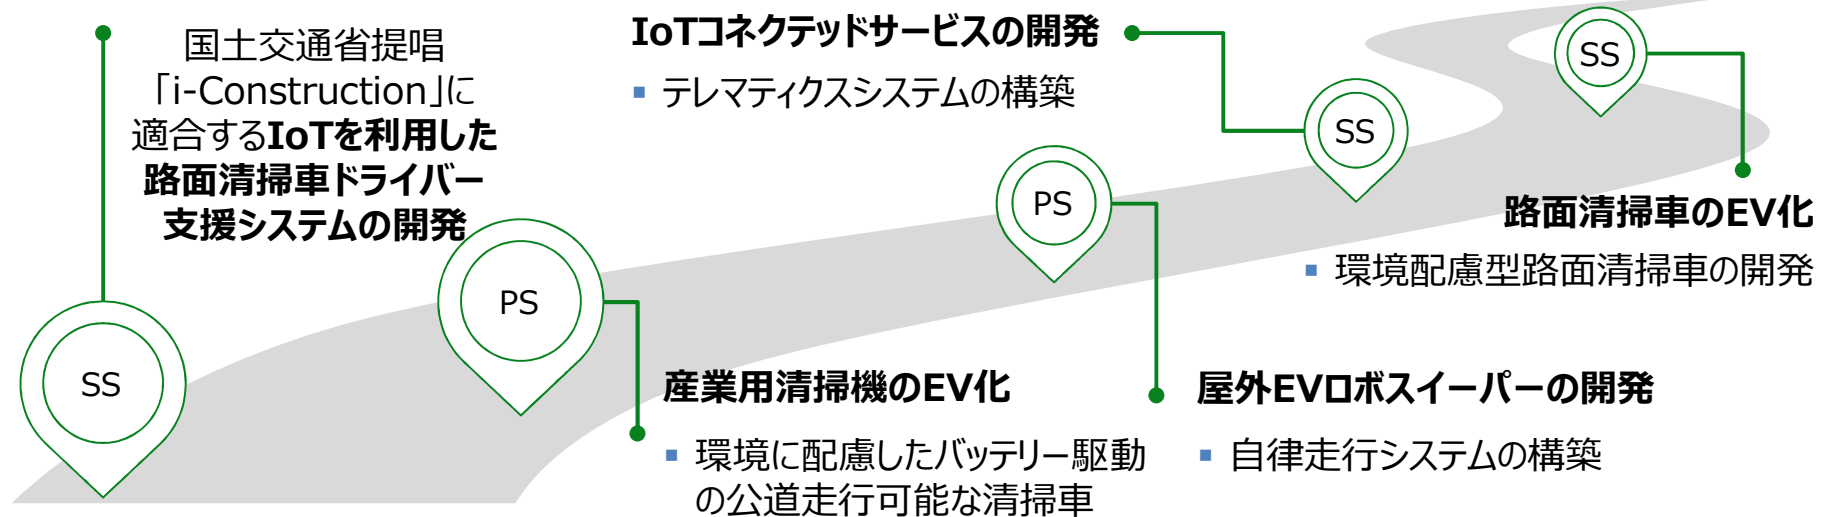 国土交通省提唱
「i-Construction」に
適合するIoTを利用した
路面清掃車ドライバー
支援システムの開発
SS
PS
産業用清掃機のEV化
▪ 環境に配慮したバッテリー駆動
の公道走行可能な清掃車
IoTコネクテッドサービスの開発
▪ テレマティクスシステムの構築
SS
PS
屋外EVロボスイーパーの開発
▪ 自律走行システムの構築
SS
路面清掃車のEV化
▪ 環境配慮型路面清掃車の開発